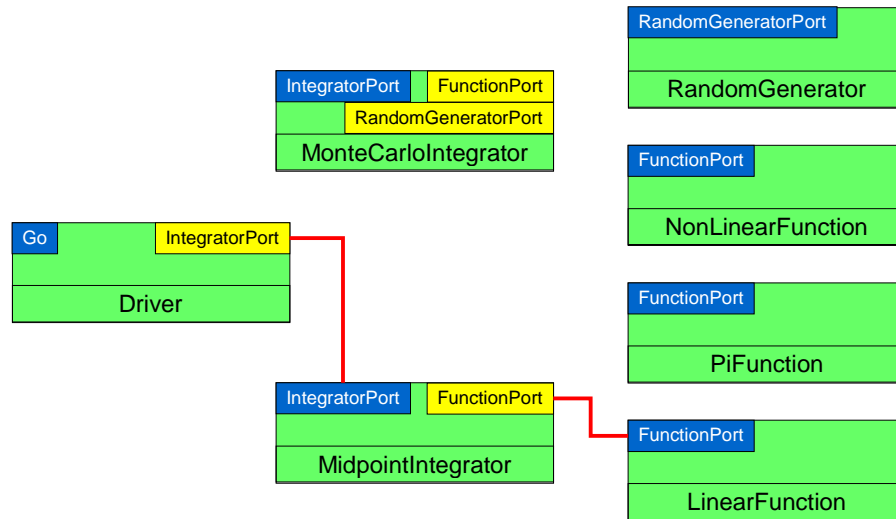 RandomGeneratorPort
RandomGenerator
IntegratorPort FunctionPort
RandomGeneratorPort
MonteCarloIntegrator
FunctionPort
NonLinearFunction
Go IntegratorPort
Driver
FunctionPort
PiFunction
IntegratorPort FunctionPort
MidpointIntegrator
FunctionPort
LinearFunction